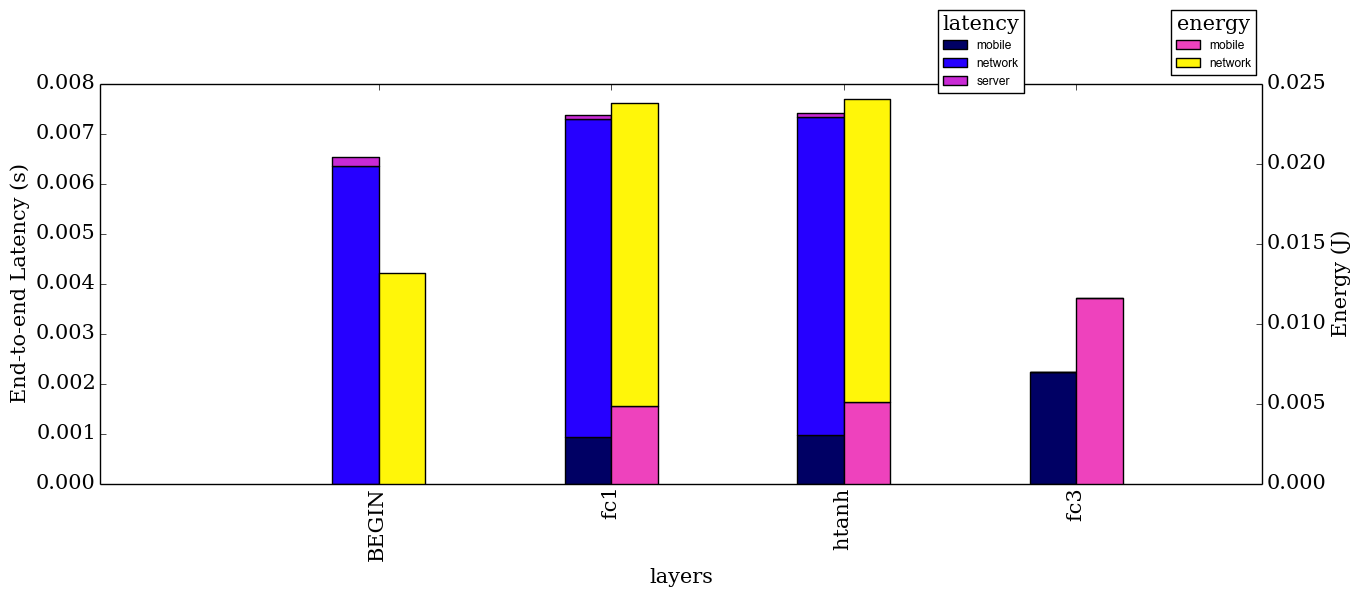 latency
mobile
network
server
energy
mobile
network
0.008
0.007
0.006
0.005
0.004
0.003
0.002
0.001
0.000
End-to-end Latency (s)
0.025
0.020
0.015
0.010
0.005
0.000
Energy (J)
BEGIN
fc1
htanh
fc3
layers